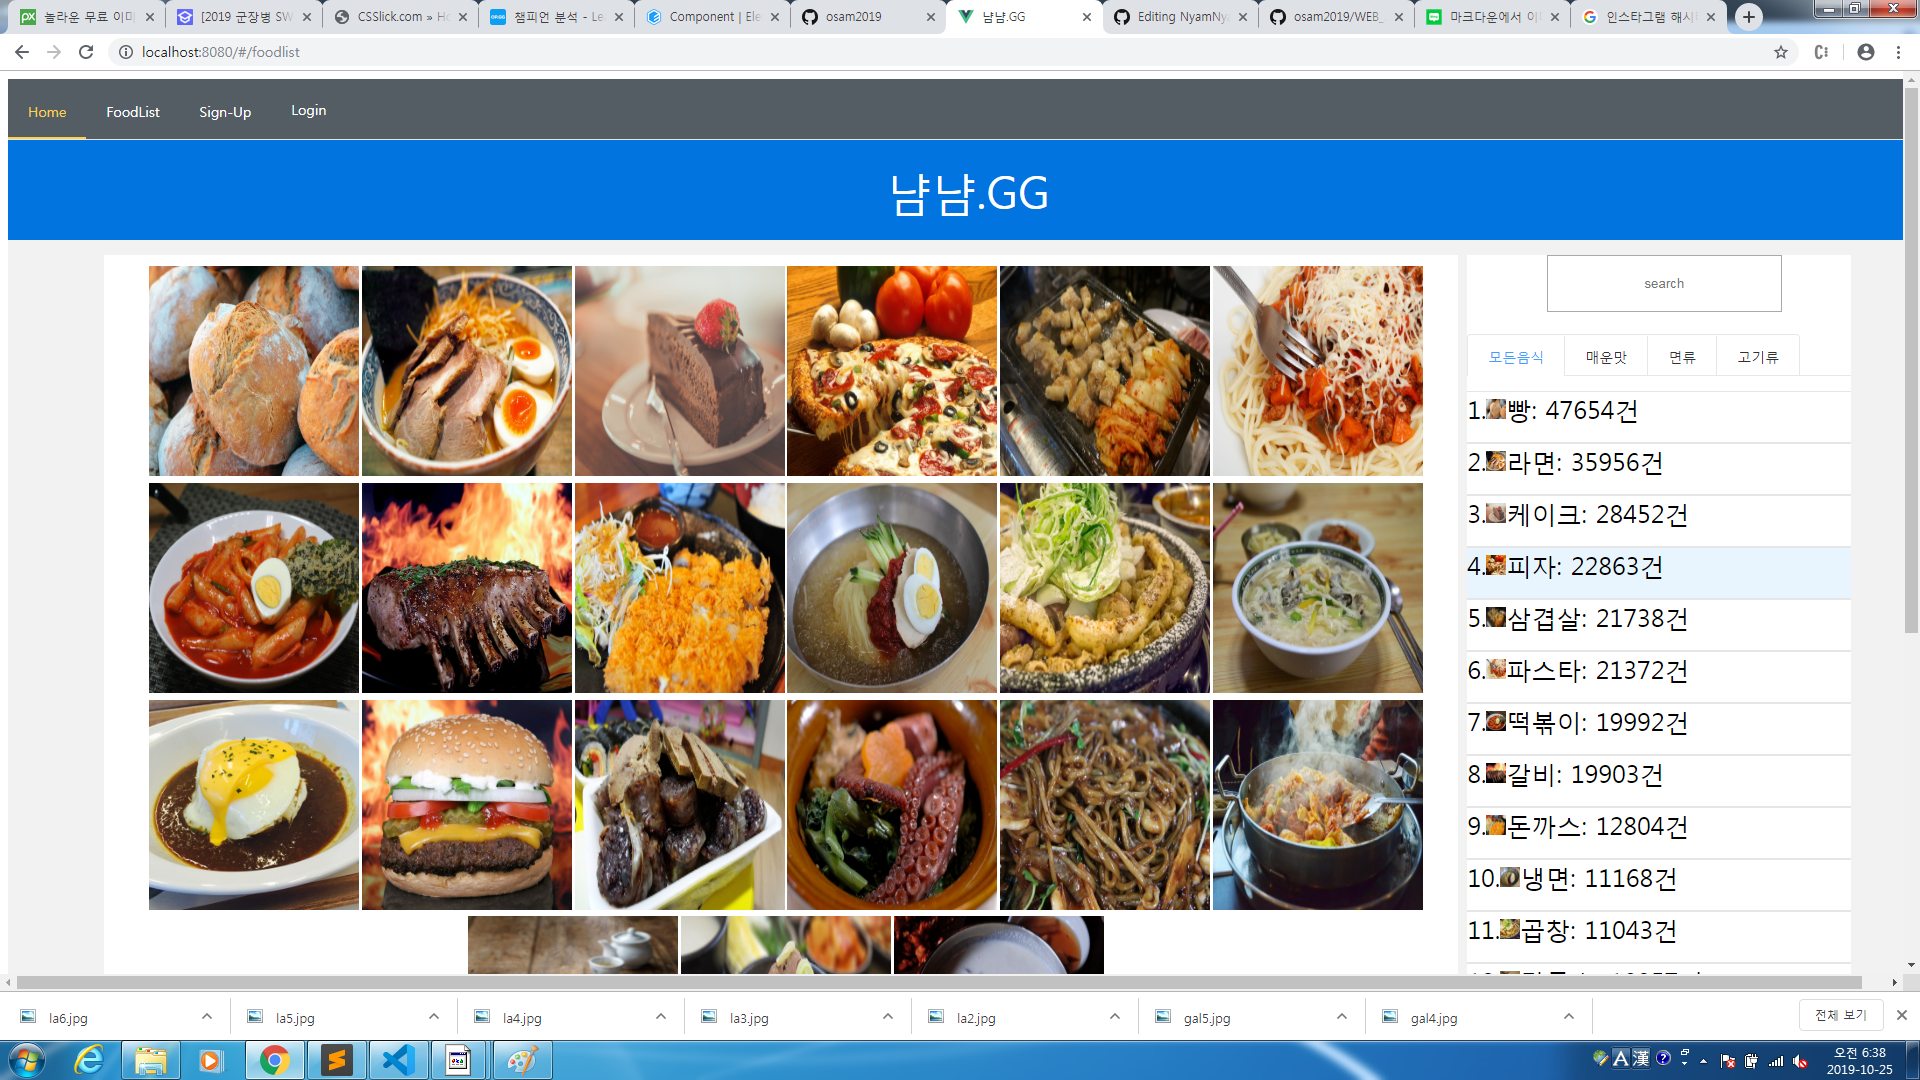 놀라운 무료 이미
[2019 군장병 SW
CSSlick.com » Ho
챔피언 분석 - Le
Component | Ele
osam2019
냠냠.GG
Editing NyamNya
osam2019/WEB_
마크다운에서 이
인스타그램 해시
localhost:8080/#/foodlist
Home
FoodList
Sign-Up
Login
냠냠.GG
search
모든음식
매운맛
면류
고기류
1.빵: 47654건
2.라면: 35956건
3.케이크: 28452건
4.피자: 22863건
5.삼겹살: 21738건
6.파스타: 21372건
7.떡볶이: 19992건
8.갈비: 19903건
9.돈까스: 12804건
10.냉면: 11168건
11.곱창: 11043건
la6.jpg
la5.jpg
la4.jpg
la3.jpg
la2.jpg
gal5.jpg
gal4.jpg
전체 보기
A 漢
오전 6:38
2019-10-25